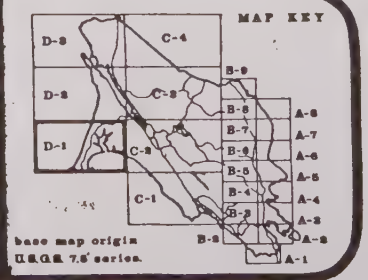 MAP KEY
D-3 C-4
B-9
D-2 C-3 B-8 A-8
B-7 A-7
D-1 C-2 B-6 A-6
B-5 A-5
C-1 B-4 A-4
B-3 A-3
B-2 A-2
A-1
base map origin
U.S.G.S. 7.5' series.